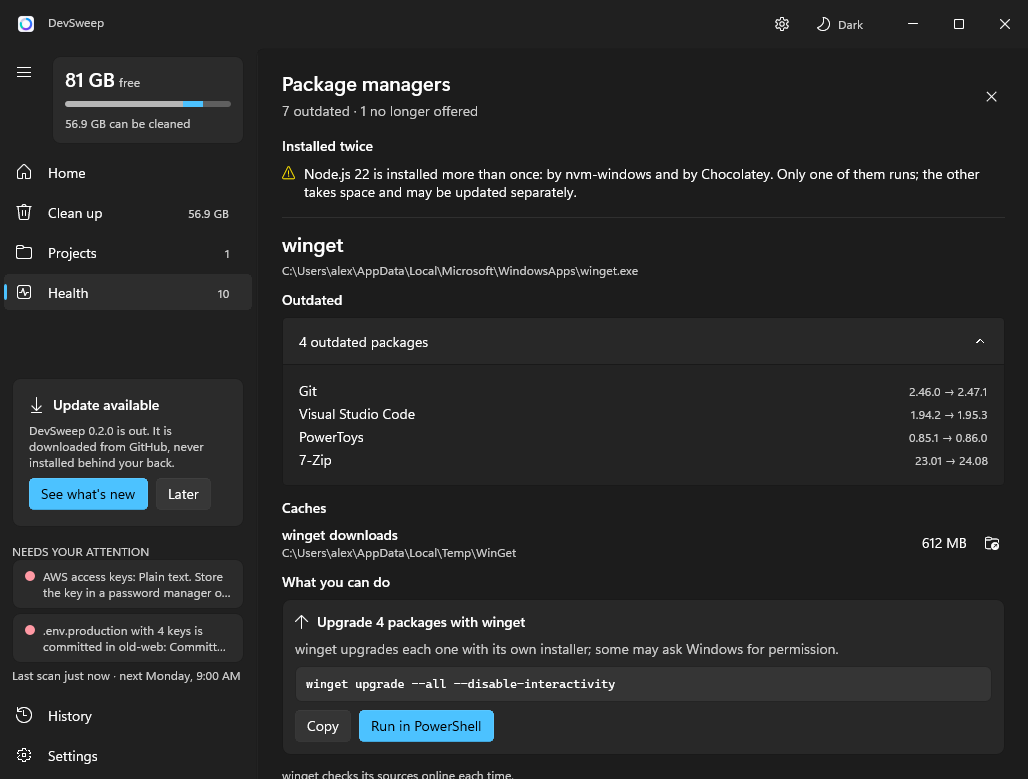 DevSweep
Dark
81 GB free
56.9 GB can be cleaned
Home
Clean up 56.9 GB
Projects 1
Health 10
Update available
DevSweep 0.2.0 is out. It is
downloaded from GitHub, never
installed behind your back.
See what's new Later
NEEDS YOUR ATTENTION
AWS access keys: Plain text. Store
the key in a password manager o...
.env.production with 4 keys is
committed in old-web: Committ...
Last scan just now · next Monday, 9:00 AM
History
Settings
Package managers
7 outdated · 1 no longer offered
Installed twice
Node.js 22 is installed more than once: by nvm-windows and by Chocolatey. Only one of them runs; the other
takes space and may be updated separately.
winget
C:\Users\alex\AppData\Local\Microsoft\WindowsApps\winget.exe
Outdated
4 outdated packages
Git 2.46.0 → 2.47.1
Visual Studio Code 1.94.2 → 1.95.3
PowerToys 0.85.1 → 0.86.0
7-Zip 23.01 → 24.08
Caches
winget downloads
C:\Users\alex\AppData\Local\Temp\WinGet
612 MB
What you can do
Upgrade 4 packages with winget
winget upgrades each one with its own installer; some may ask Windows for permission.
winget upgrade --all --disable-interactivity
Copy Run in PowerShell
winget checks its sources online each time.